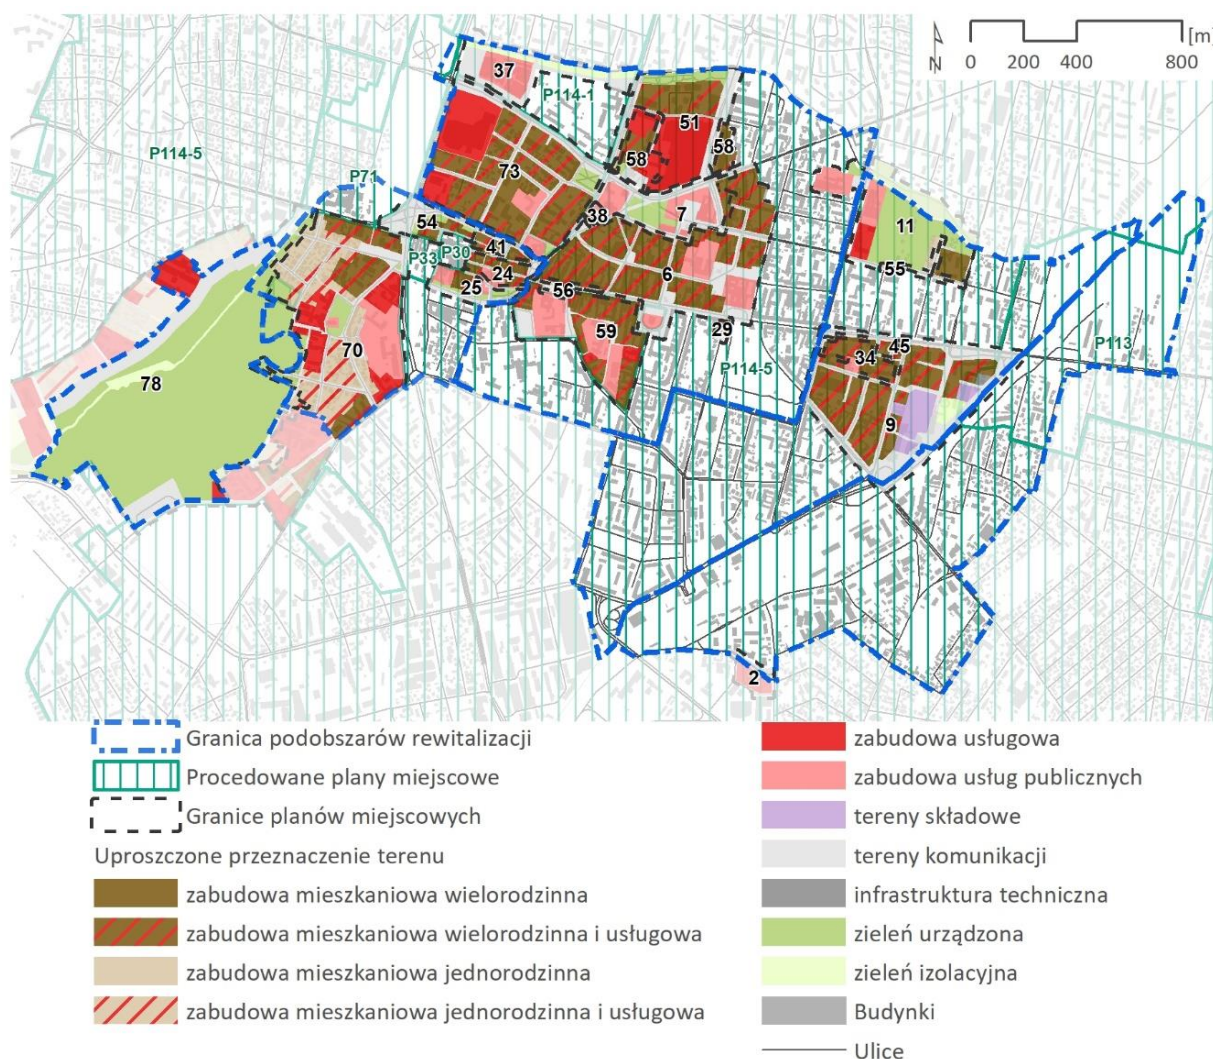 N
[m]
0 200 400 800
37
P114-1
51
P114-5
58
58
73
P71
38
7
54
11
41
P33
P30
24
6
55
25
56
59
29
34
45
P113
70
P114-5
78
9
2
Granica podobszarów rewitalizacji
Procedowane plany miejscowe
Granice planów miejscowych
Uproszczone przeznaczenie terenu
zabudowa mieszkaniowa wielorodzinna
zabudowa mieszkaniowa wielorodzinna i usługowa
zabudowa mieszkaniowa jednorodzinna
zabudowa mieszkaniowa jednorodzinna i usługowa
zabudowa usługowa
zabudowa usług publicznych
tereny składowe
tereny komunikacji
infrastruktura techniczna
zieleń urządzona
zieleń izolacyjna
Budynki
Ulice